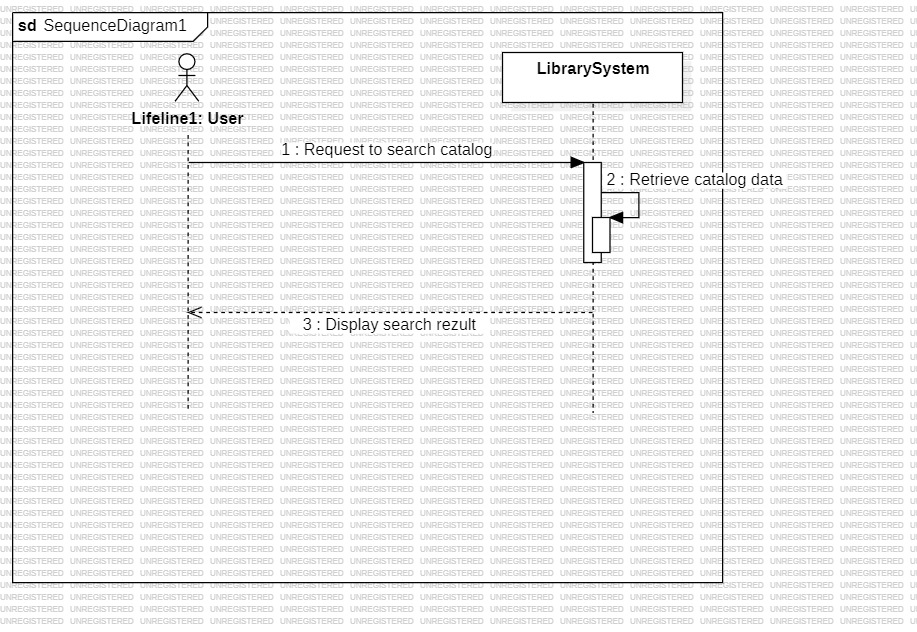 sd SequenceDiagram1
LibrarySystem
Lifeline1: User
1 : Request to search catalog
2 : Retrieve catalog data
3 : Display search rezult
UNREGISTERED